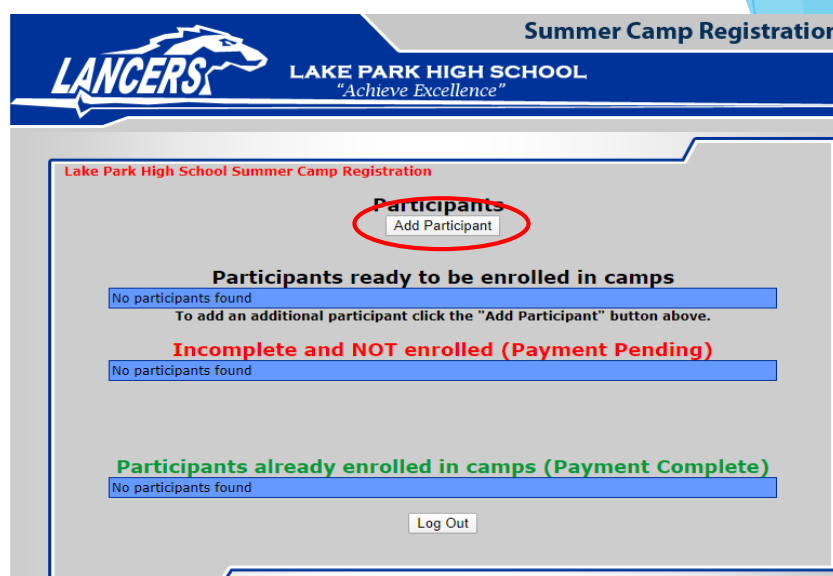 Summer Camp Registration
LANCERS
LAKE PARK HIGH SCHOOL
"Achieve Excellence"
Lake Park High School Summer Camp Registration
Participants
Add Participant
Participants ready to be enrolled in camps
No participants found
To add an additional participant click the "Add Participant" button above.
Incomplete and NOT enrolled (Payment Pending)
No participants found
Participants already enrolled in camps (Payment Complete)
No participants found
Log Out